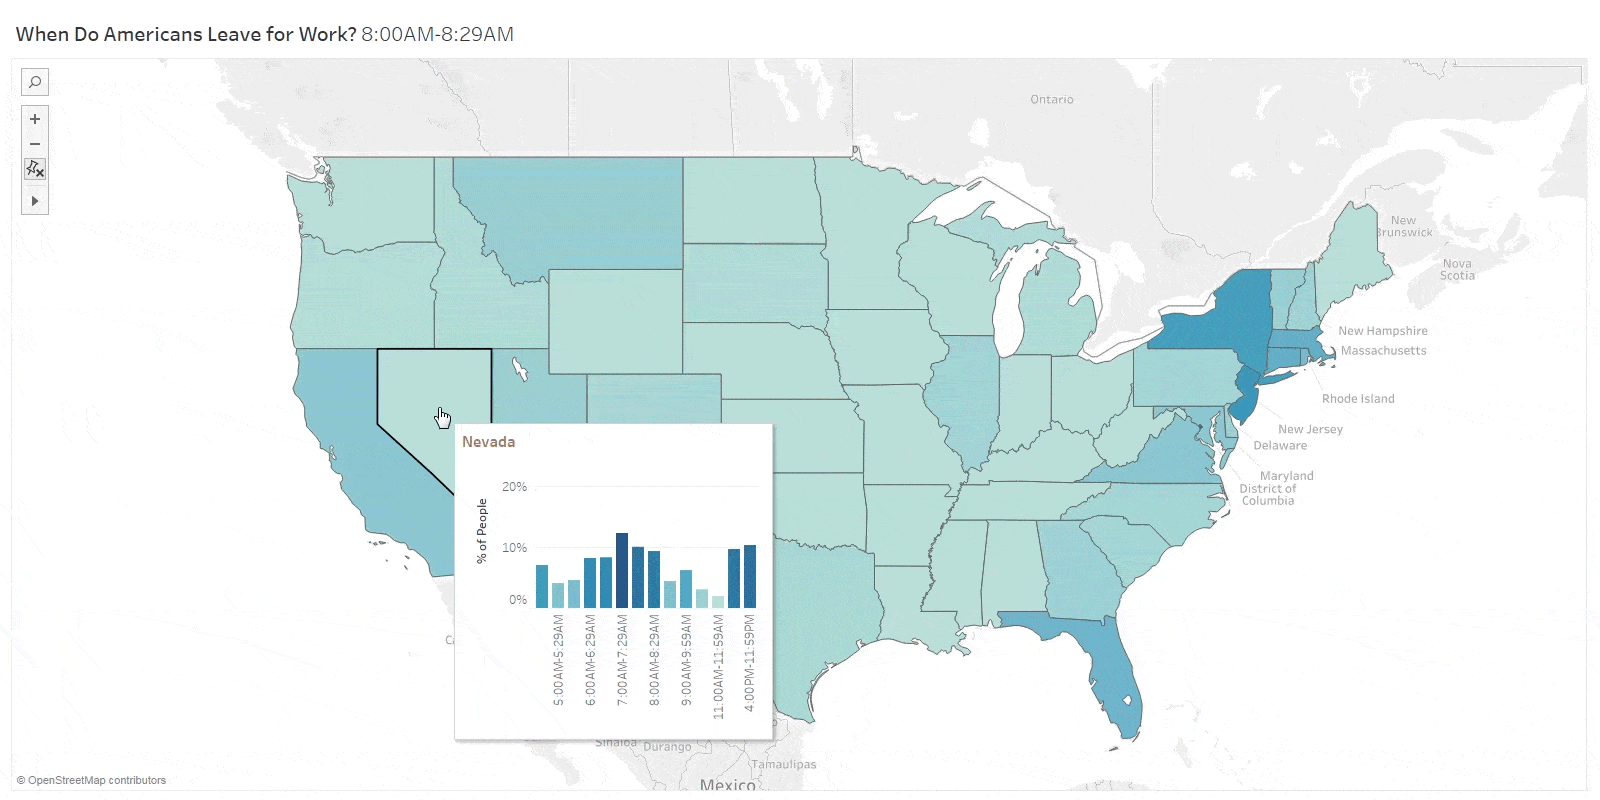 When Do Americans Leave for Work? 8:00AM-8:29AM
+
−
Ontario
New
Brunswick
Nova
Scotia
New Hampshire
Massachusetts
Rhode Island
New Jersey
Delaware
Maryland
District of
Columbia
Nevada
% of People
20%
10%
0%
5:00AM-5:29AM
6:00AM-6:29AM
7:00AM-7:29AM
8:00AM-8:29AM
9:00AM-9:59AM
11:00AM-11:59AM
4:00PM-11:59PM
Sinaloa
Durango
Tamaulipas
Mexico
© OpenStreetMap contributors